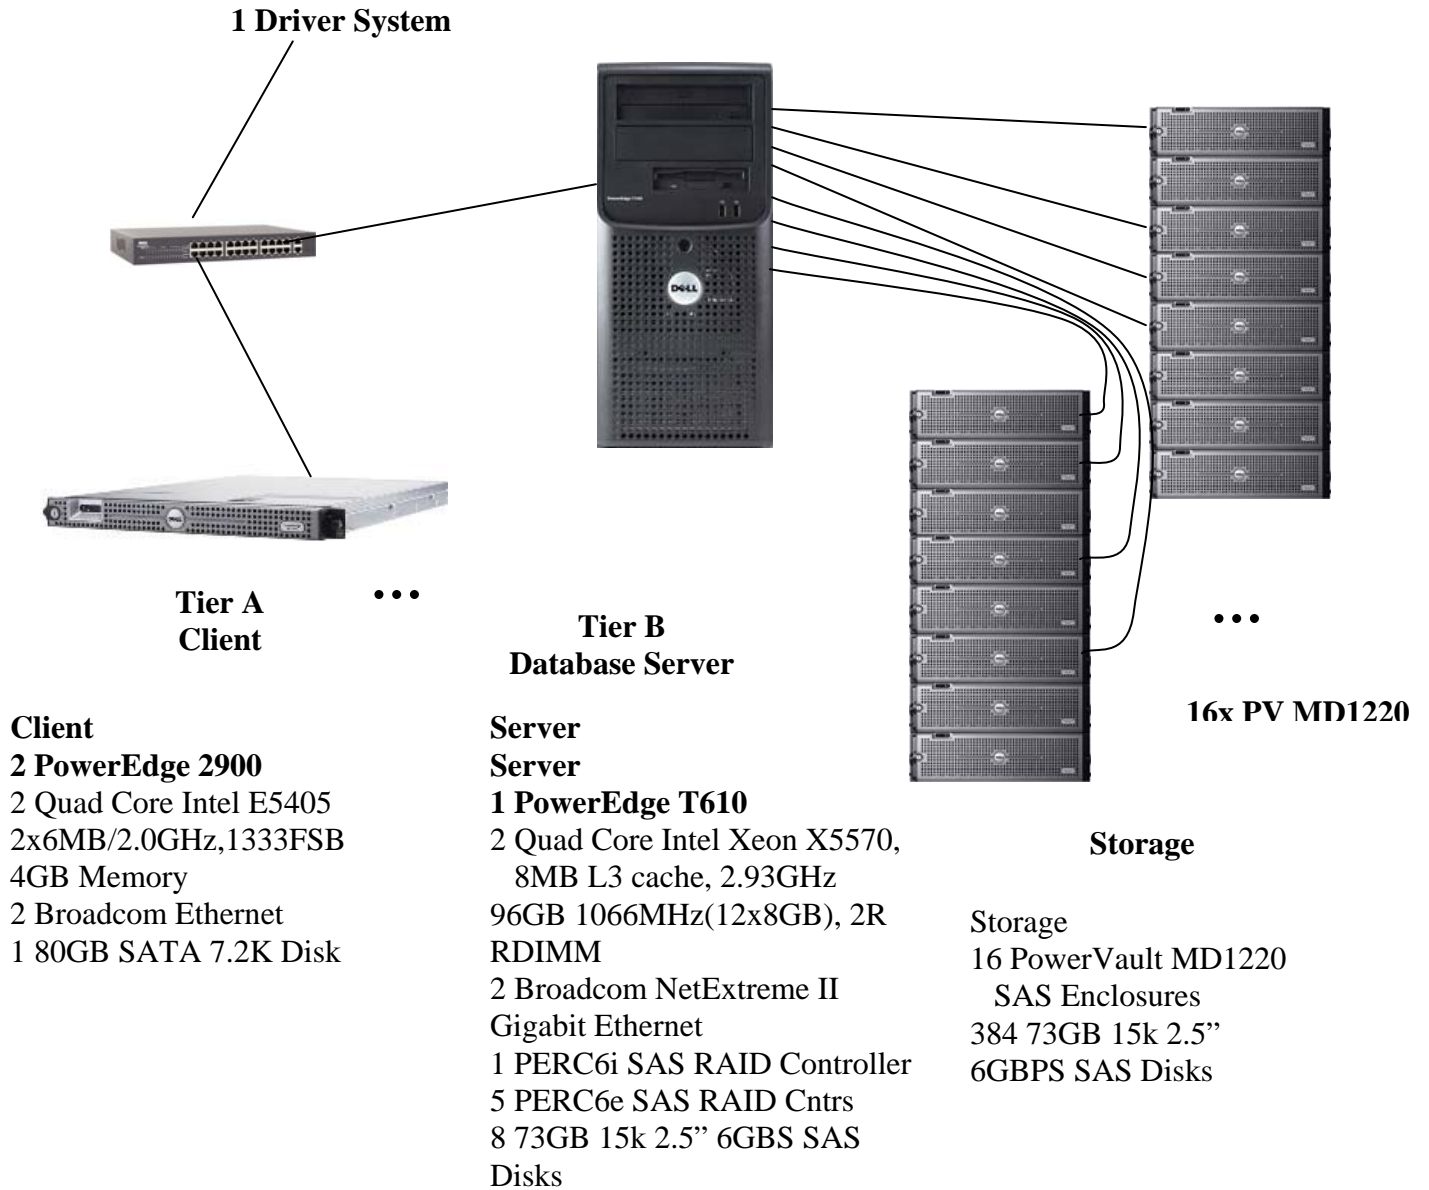 1 Driver System
DELL
DELL
Tier A
Client
•••
Tier B
Database Server
•••
16x PV MD1220
Client
2 PowerEdge 2900
2 Quad Core Intel E5405
2x6MB/2.0GHz,1333FSB
4GB Memory
2 Broadcom Ethernet
1 80GB SATA 7.2K Disk
Server
Server
1 PowerEdge T610
2 Quad Core Intel Xeon X5570,
8MB L3 cache, 2.93GHz
96GB 1066MHz(12x8GB), 2R
RDIMM
2 Broadcom NetExtreme II
Gigabit Ethernet
1 PERC6i SAS RAID Controller
5 PERC6e SAS RAID Cntrs
8 73GB 15k 2.5” 6GBS SAS
Disks
Storage
Storage
16 PowerVault MD1220
SAS Enclosures
384 73GB 15k 2.5”
6GBPS SAS Disks